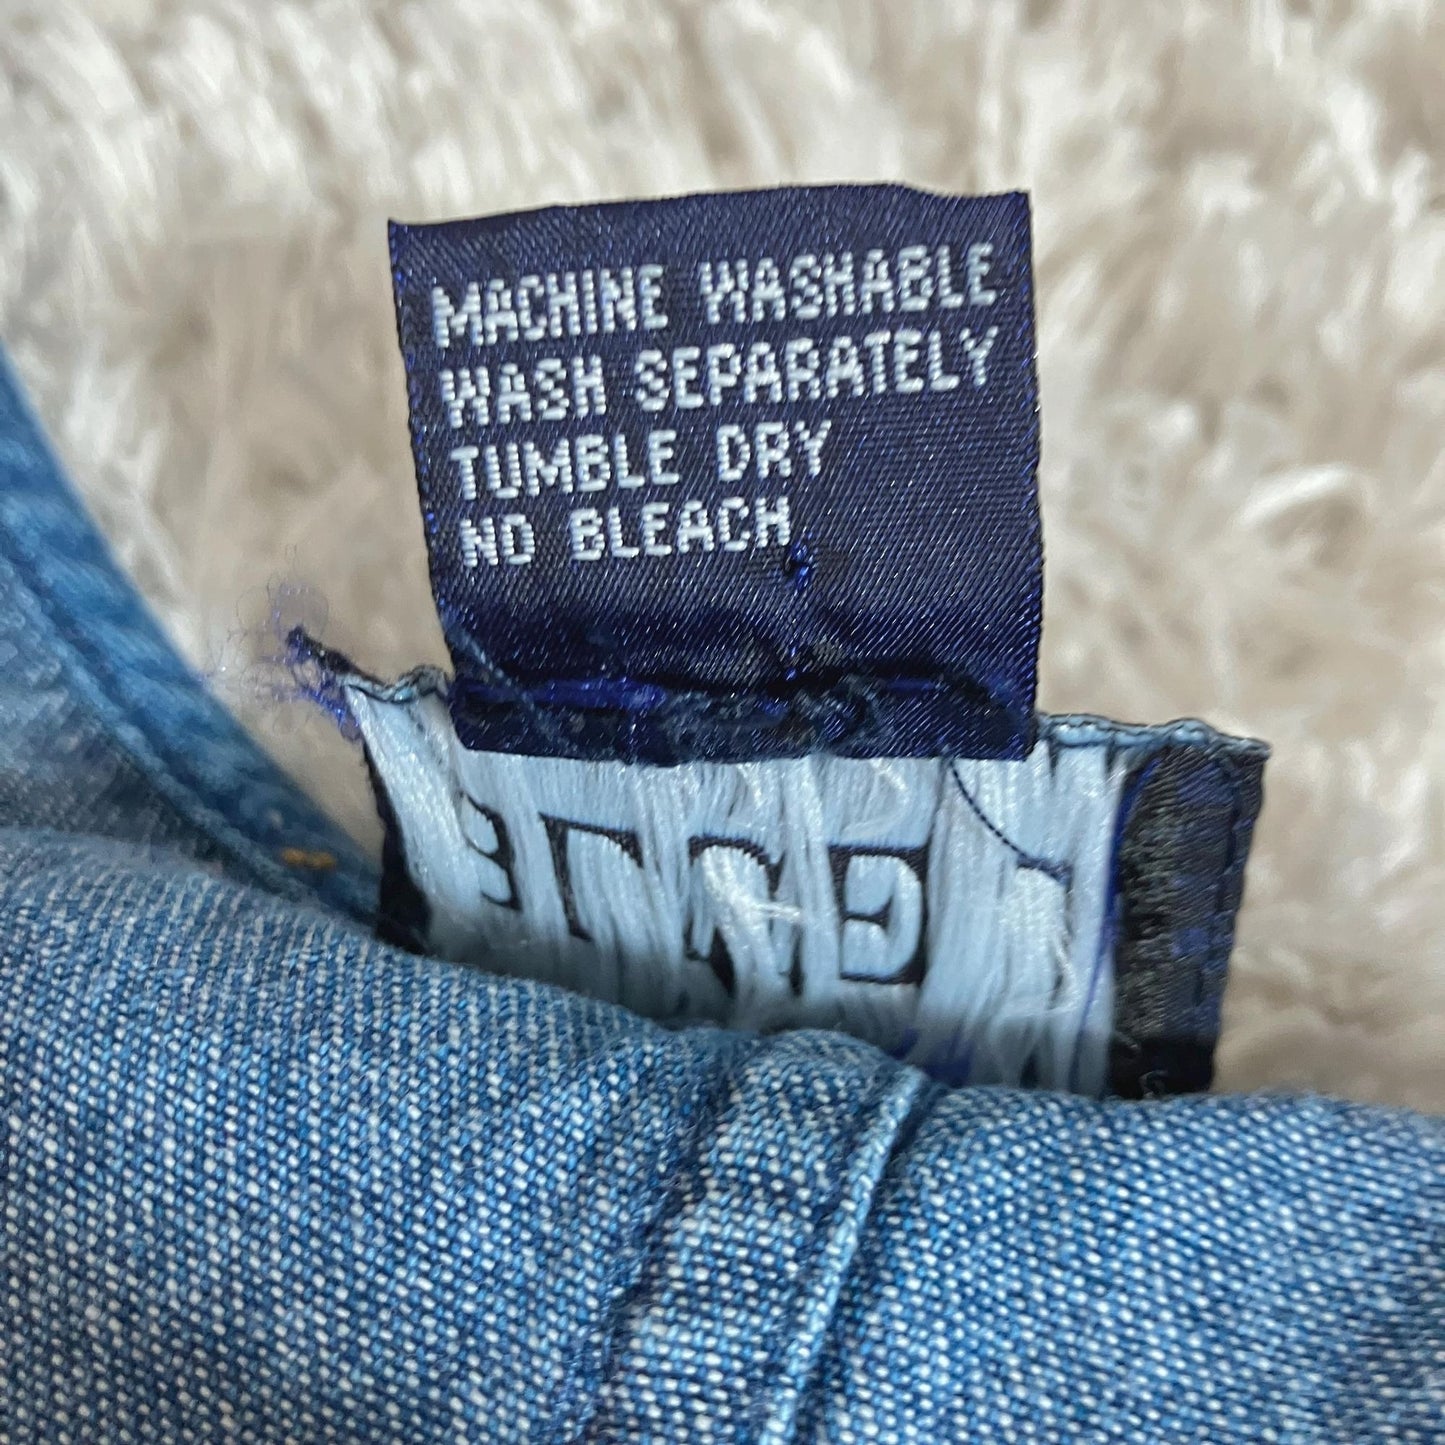 MACHINE WASHABLE
WASH SEPARATELY
TUMBLE DRY
NO BLEACH